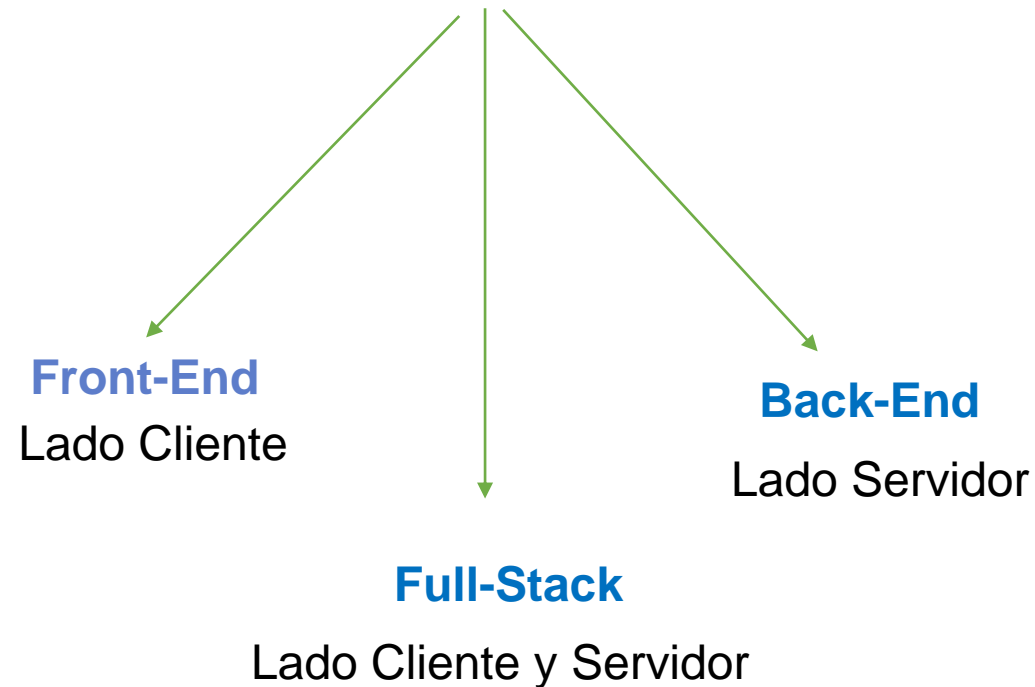 Front-End
Lado Cliente
Back-End
Lado Servidor
Full-Stack
Lado Cliente y Servidor